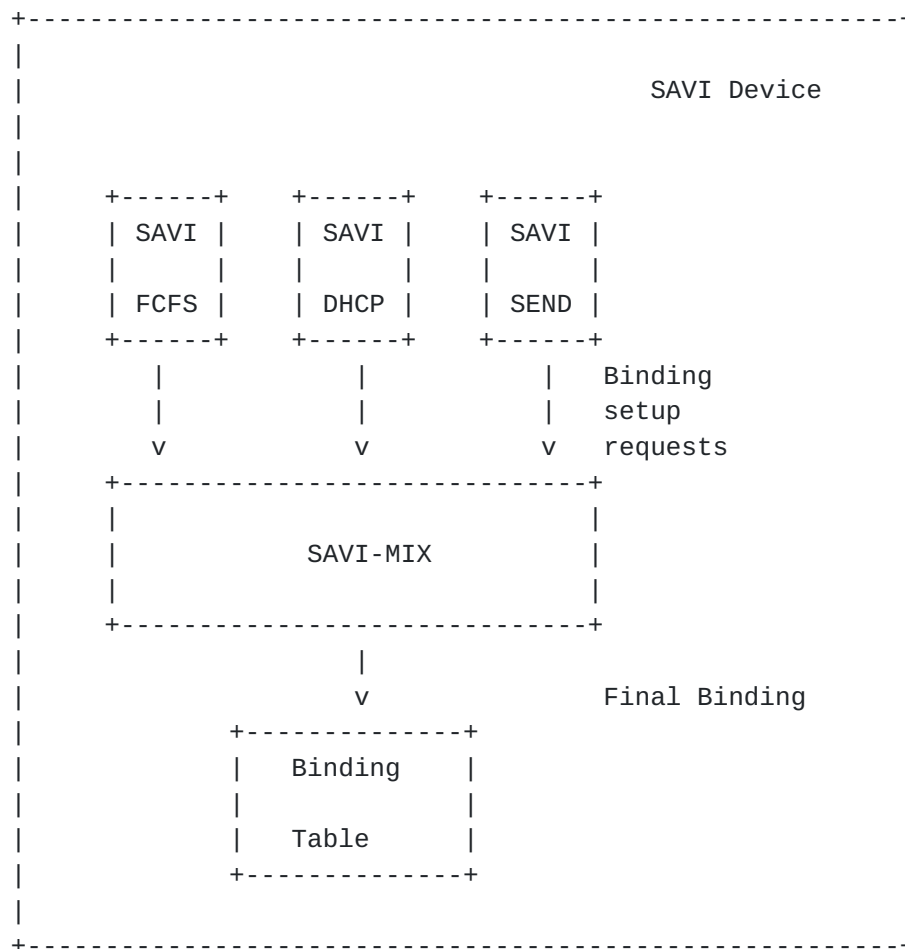 SAVI Device
SAVI SAVI SAVI
FCFS DHCP SEND
Binding
setup
requests
SAVI-MIX
Final Binding
Binding
Table